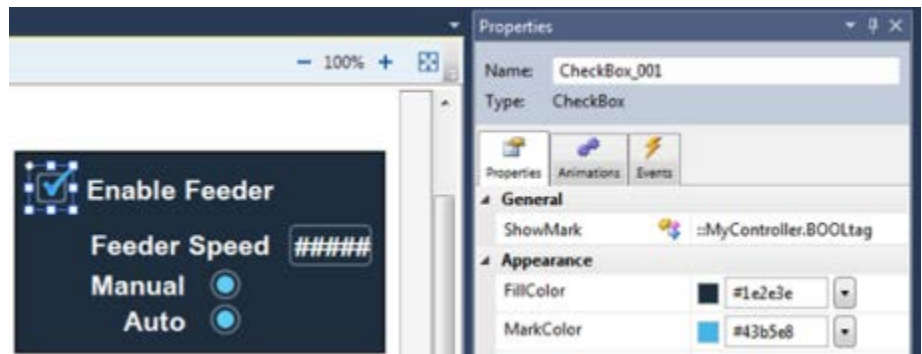 Properties
− 100% +
Name: CheckBox_001
Type: CheckBox
Properties Animations Events
General
ShowMark ::MyController.BOOLtag
Appearance
FillColor #1e2e3e
MarkColor #43b5e8
Enable Feeder
Feeder Speed #####
Manual
Auto